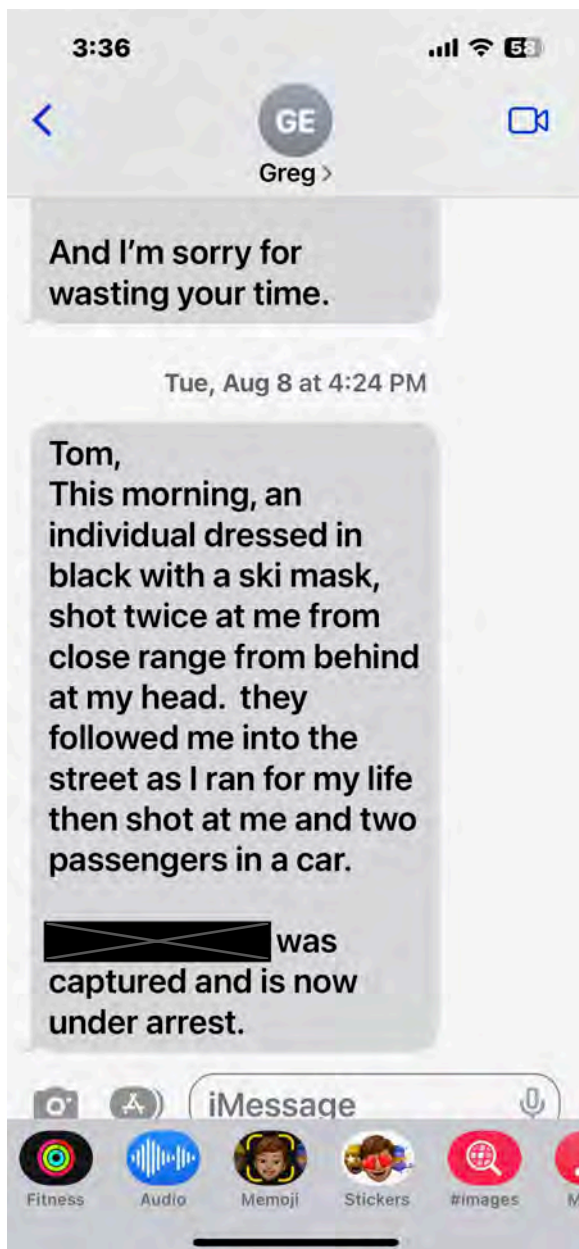 3:36
58
GE
Greg
And I'm sorry for
wasting your time.
Tue, Aug 8 at 4:24 PM
Tom,
This morning, an
individual dressed in
black with a ski mask,
shot twice at me from
close range from behind
at my head.  they
followed me into the
street as I ran for my life
then shot at me and two
passengers in a car.
was
captured and is now
under arrest.
iMessage
Fitness Audio Memoji Stickers #images